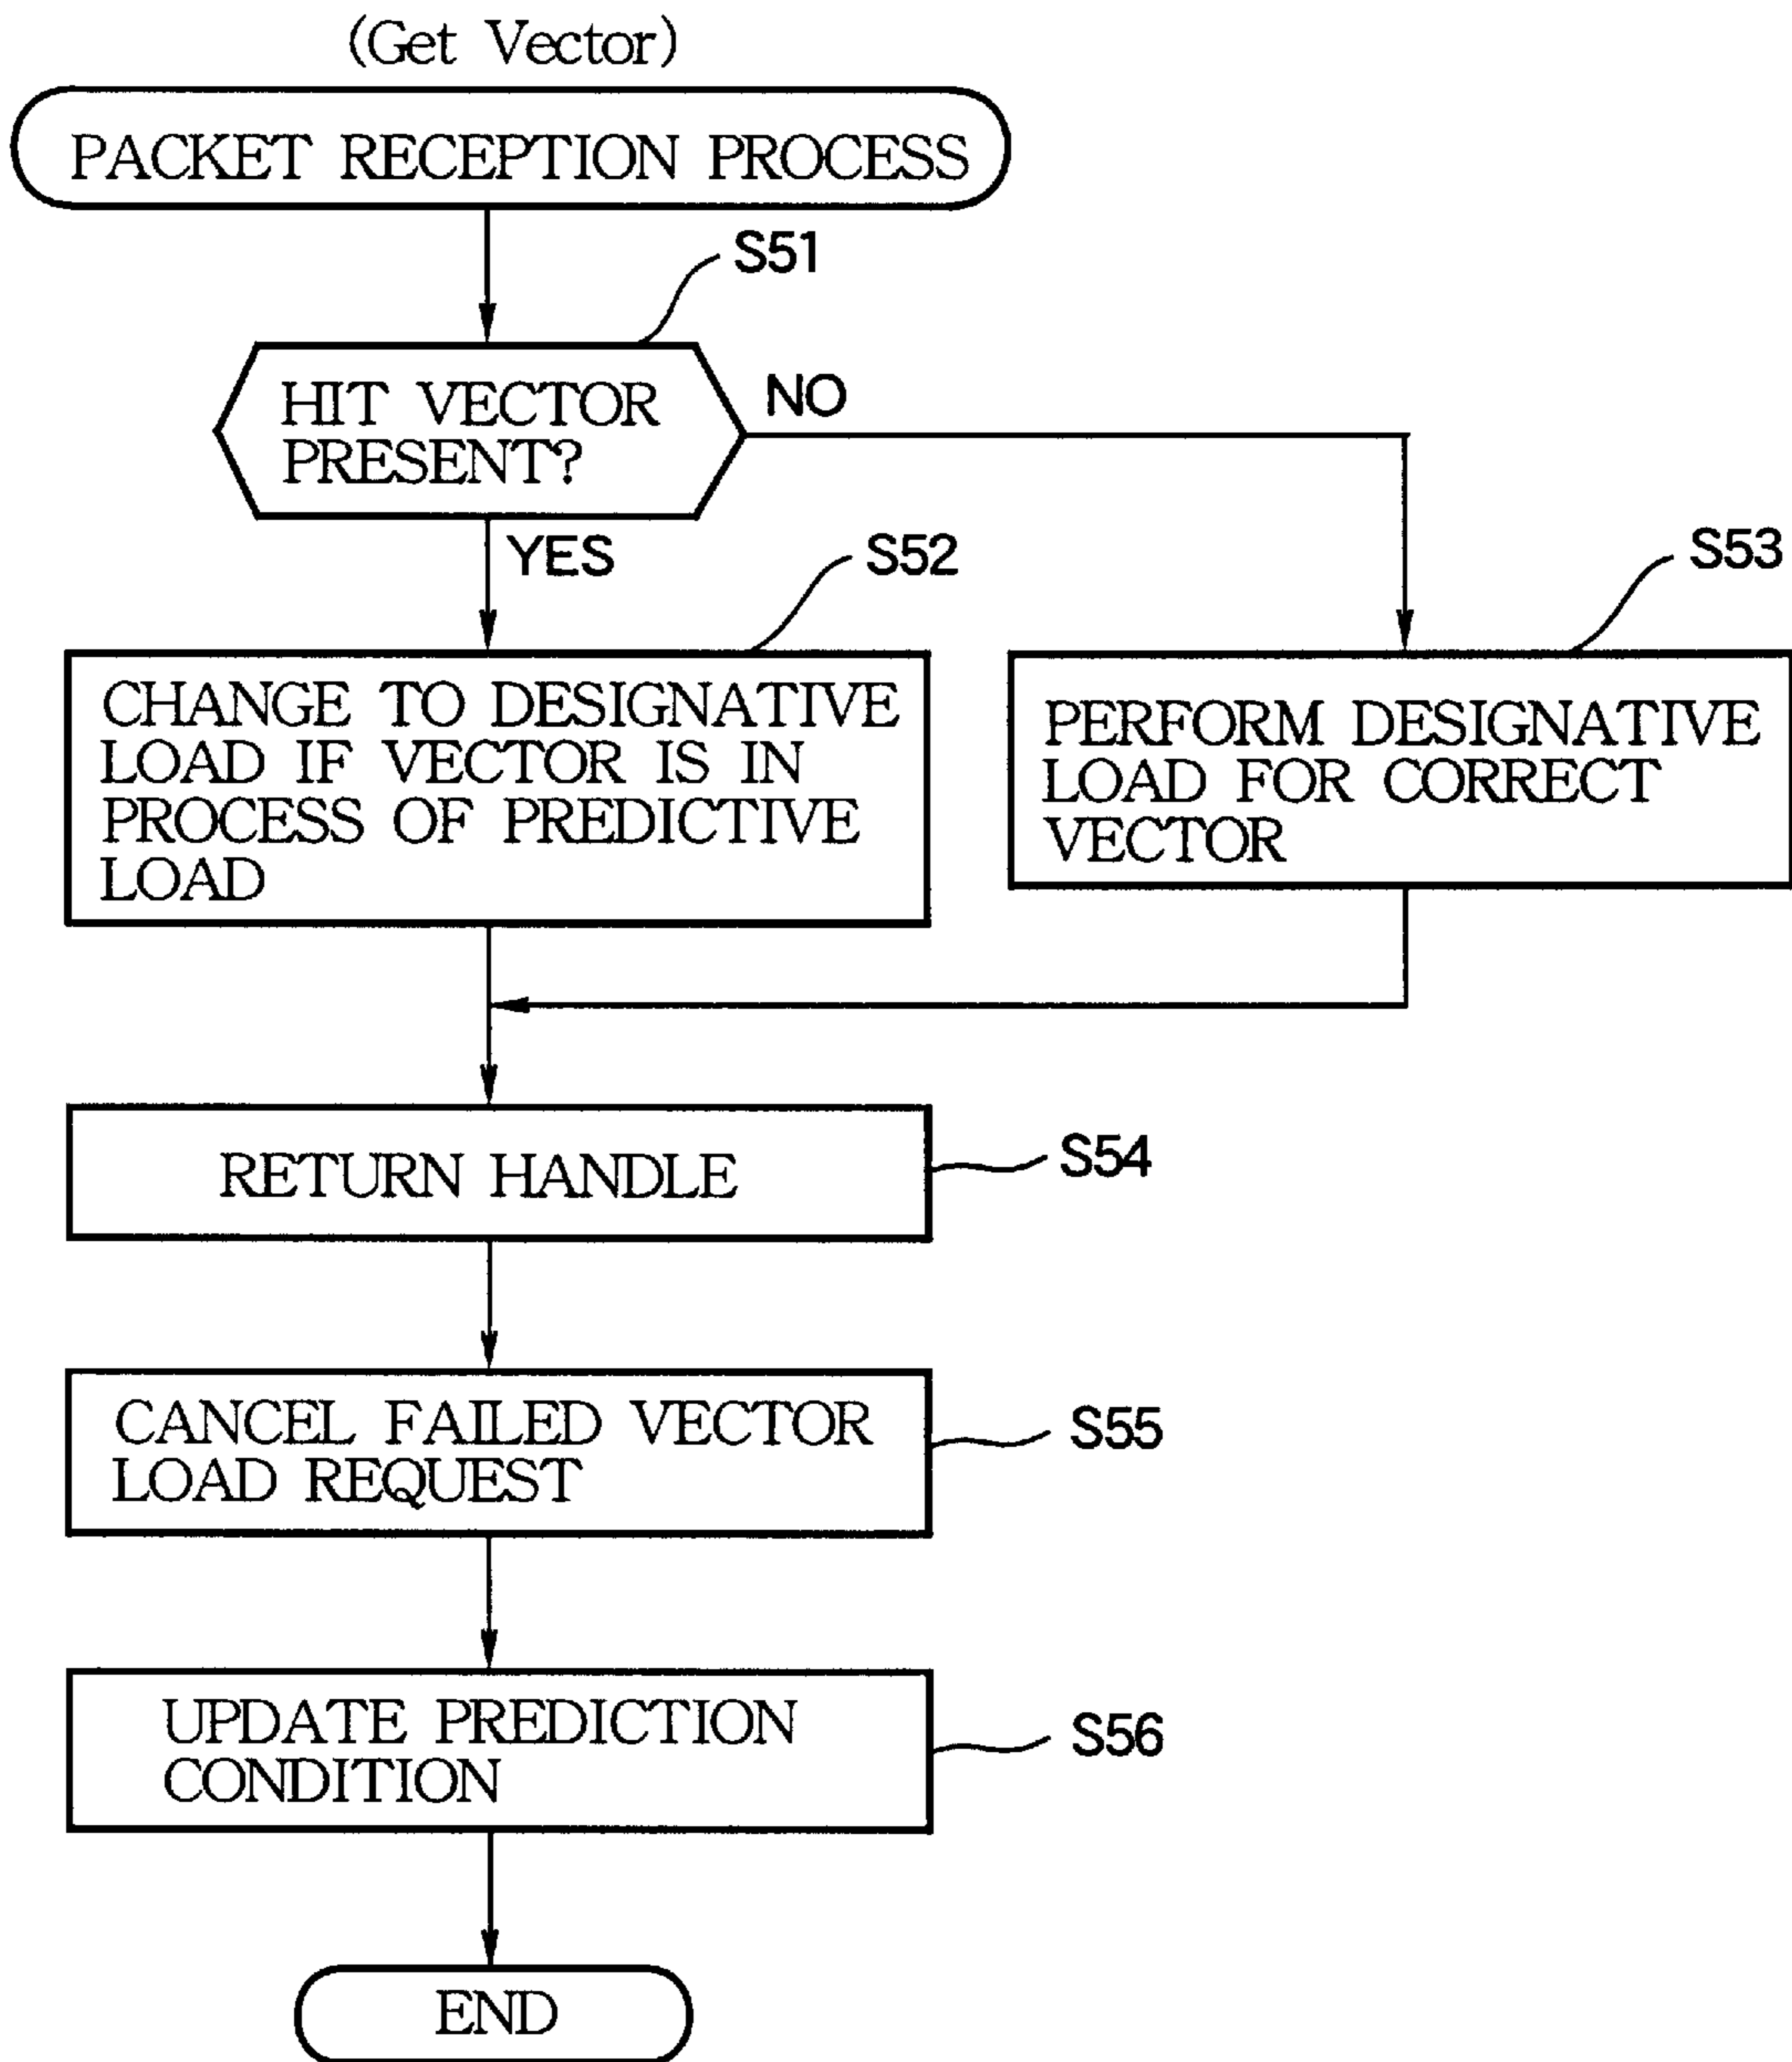 (Get Vector)
PACKET RECEPTION PROCESS
S51
HIT VECTOR
PRESENT?
NO
YES
S52
S53
CHANGE TO DESIGNATIVE
LOAD IF VECTOR IS IN
PROCESS OF PREDICTIVE
LOAD
PERFORM DESIGNATIVE
LOAD FOR CORRECT
VECTOR
RETURN HANDLE
S54
CANCEL FAILED VECTOR
LOAD REQUEST
S55
UPDATE PREDICTION
CONDITION
S56
END